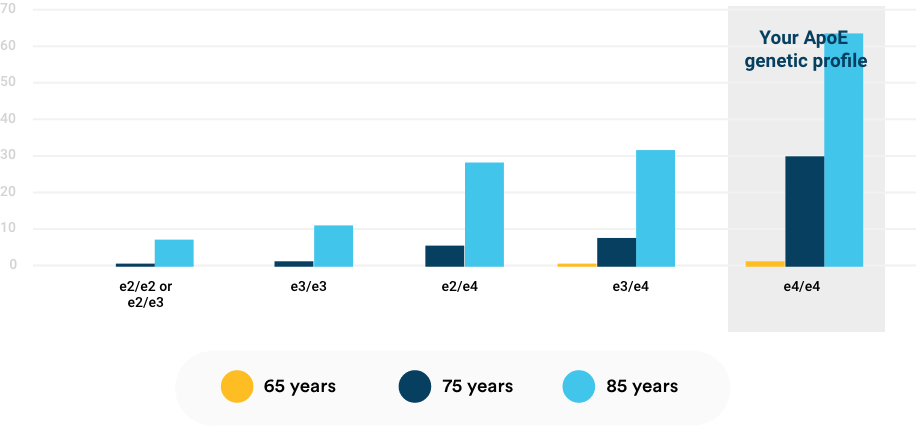 70
60
50
40
30
20
10
0
Your ApoE
genetic profile
e2/e2 or
e2/e3
e3/e3
e2/e4
e3/e4
e4/e4
65 years
75 years
85 years